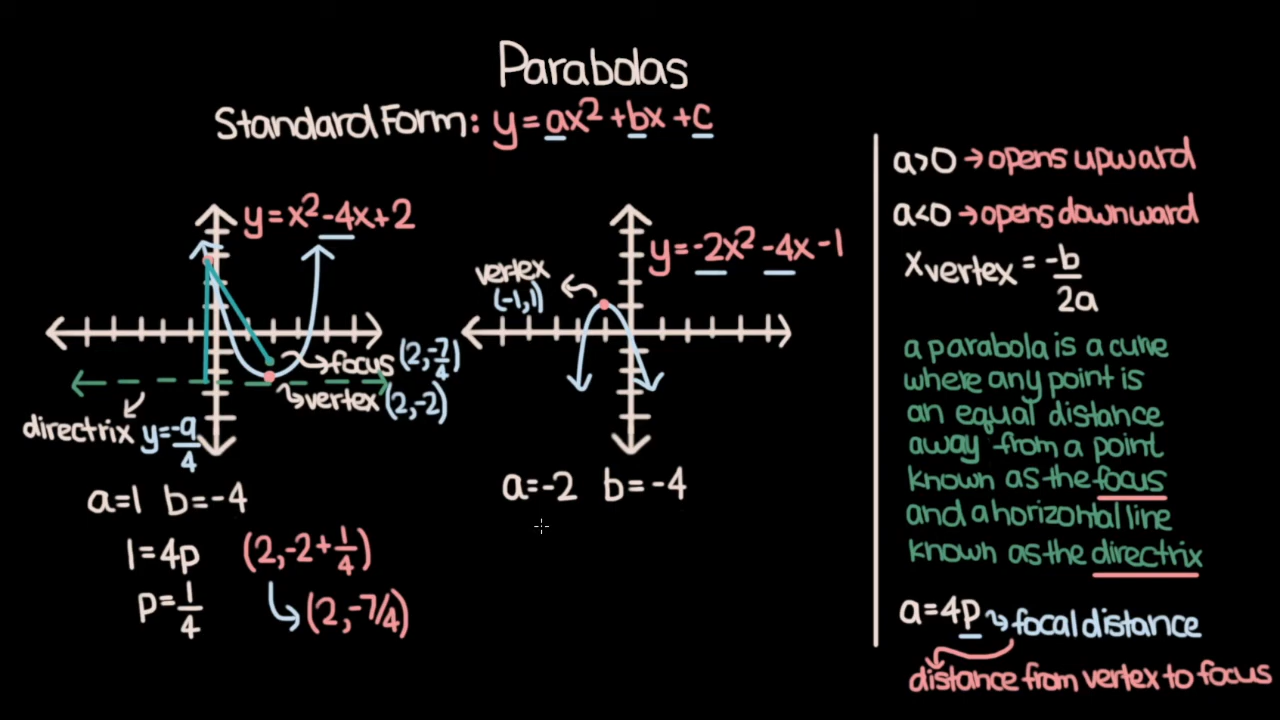 Parabolas
Standard Form: y = ax² + bx + c
y = x² - 4x + 2
focus (2, -7/4)
vertex (2, -2)
directrix y = -9/4
a = 1 b = -4
1 = 4p
p = 1/4
(2, -2 + 1/4)
(2, -7/4)
y = -2x² - 4x - 1
vertex
(-1, 1)
a = -2 b = -4
a > 0 → opens upward
a < 0 → opens downward
x vertex = -b/2a
a parabola is a cune
where any point is
an equal distance
away from a point
known as the focus
and a horizontal line
known as the directrix
a = 4p → focal distance
distance from vertex to focus